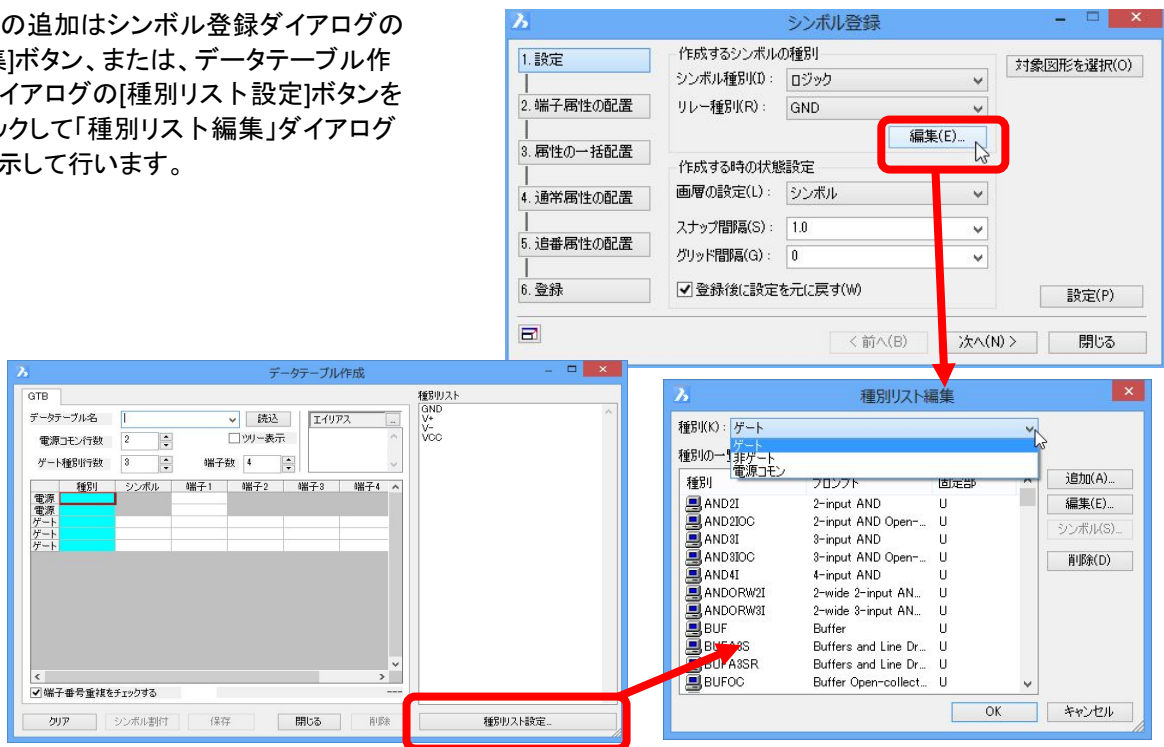 の追加はシンボル登録ダイアログの
]ボタン、または、データテーブル作
イアログの[種別リスト設定]ボタンを
ックして「種別リスト編集」ダイアログ
示して行います。
シンボル登録
1. 設定
2. 端子属性の配置
3. 属性の一括配置
4. 通常属性の配置
5. 追番属性の配置
6. 登録
作成するシンボルの種別
シンボル種別(I)： ロジック
リレー種別(R)： GND
編集(E)...
対象図形を選択(O)
作成する時の状態設定
画層の設定(L)： シンボル
スナップ間隔(S)： 1.0
グリッド間隔(G)： 0
登録後に設定を元に戻す(W)
設定(P)
< 前へ(B) 次へ(N) > 閉じる
データテーブル作成
GTB
データテーブル名 読込 エイリアス ...
電源コモン行数 2 ツリー表示
ゲート種別行数 3 端子数 4
種別 シンボル 端子1 端子2 端子3 端子4
電源
電源
ゲート
ゲート
ゲート
種別リスト
GND
V+
V-
VCC
端子番号重複をチェックする ---
クリア シンボル割付 保存 閉じる 削除 種別リスト設定...
種別リスト編集
種別(K)： ゲート
ゲート
非ゲート
電源コモン
種別の一
種別 プロンプト 固定部
AND2I 2-input AND U
AND2IOC 2-input AND Open-... U
AND3I 3-input AND U
AND3IOC 3-input AND Open-... U
AND4I 4-input AND U
ANDORW2I 2-wide 2-input AN... U
ANDORW3I 2-wide 3-input AN... U
BUF Buffer U
BUFA3S Buffers and Line Dr... U
BUFA3SR Buffers and Line Dr... U
BUFOC Buffer Open-collect... U
追加(A)...
編集(E)...
シンボル(S)...
削除(D)
OK キャンセル